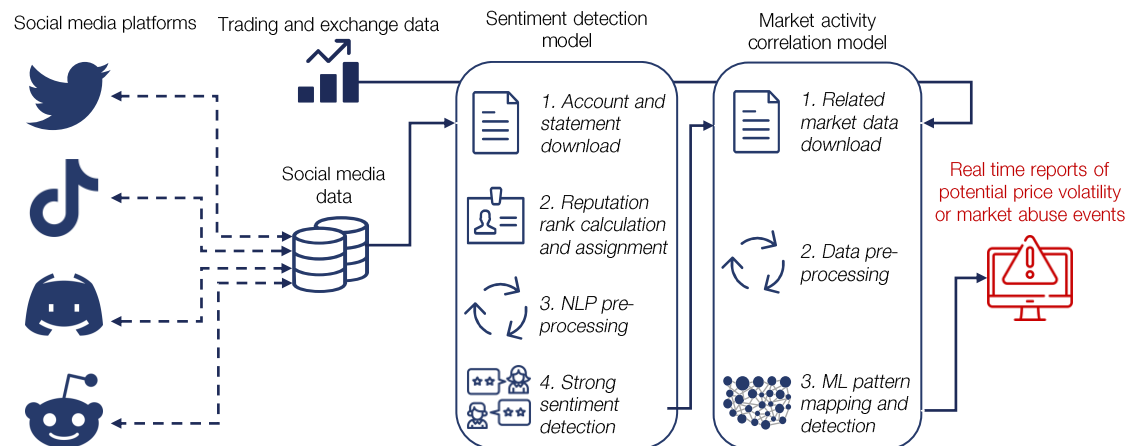 Social media platforms
Trading and exchange data
Sentiment detection
model
Market activity
correlation model
1. Account and
statement
download
1. Related
market data
download
Social media
data
2. Reputation
rank calculation
and assignment
2. Data pre-
processing
Real time reports of
potential price volatility
or market abuse events
3. NLP pre-
processing
4. Strong
sentiment
detection
3. ML pattern
mapping and
detection